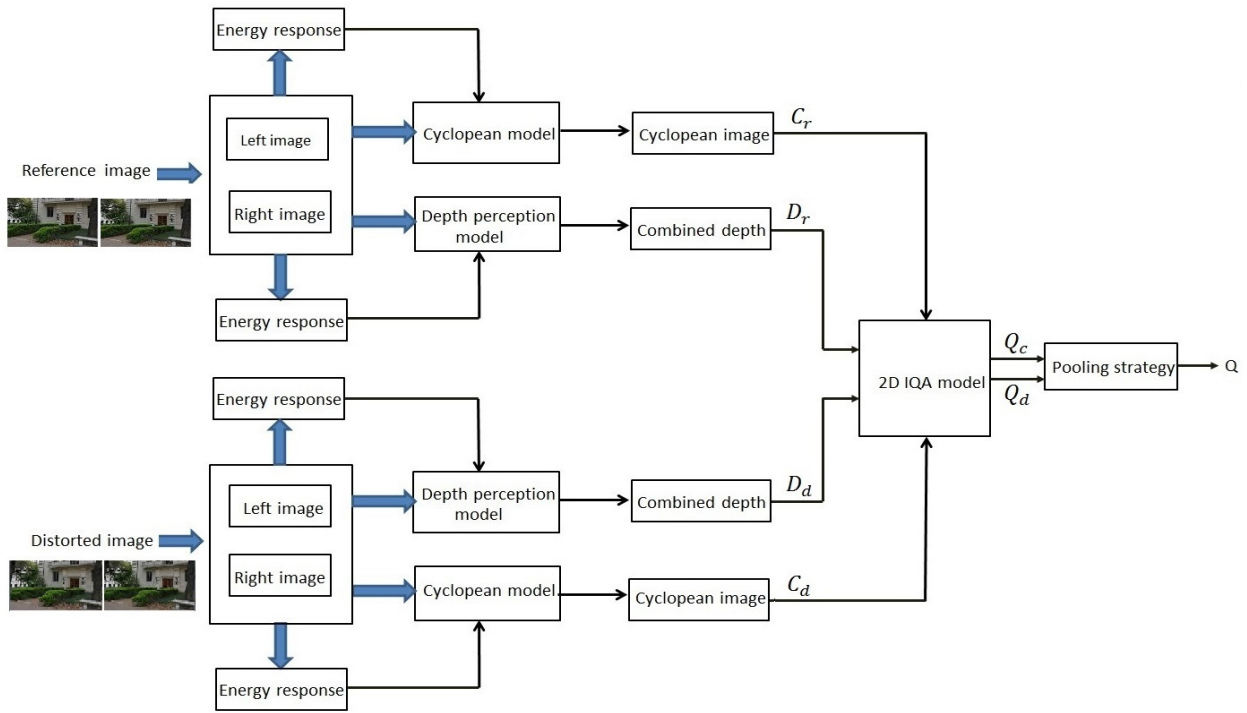 Energy response
Left image
Cyclopean model
Cyclopean image
C_r
Reference image
Right image
Depth perception
model
Combined depth
D_r
Energy response
2D IQA model
Q_c
Q_d
Pooling strategy
Q
Energy response
Left image
Depth perception
model
Combined depth
D_d
Distorted image
Right image
Cyclopean model
Cyclopean image
C_d
Energy response